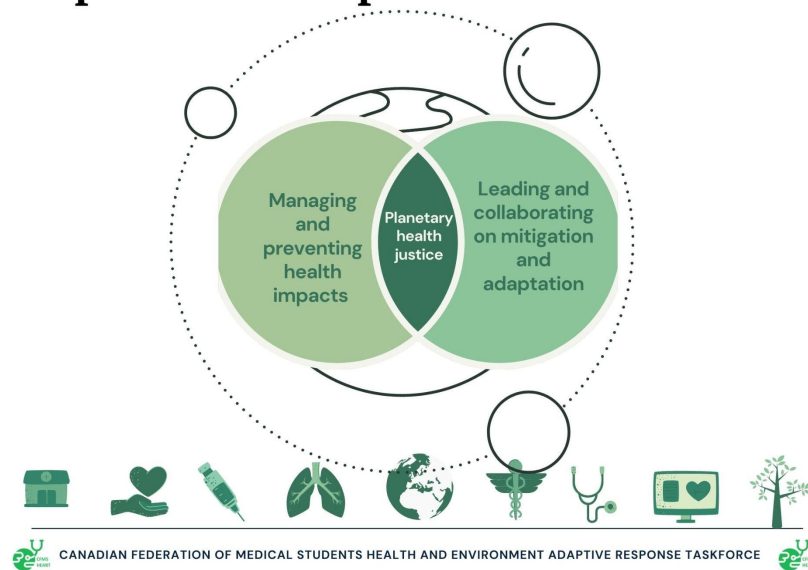 Managing
and
preventing
health
impacts
Planetary
health
justice
Leading and
collaborating
on mitigation
and
adaptation
CANADIAN FEDERATION OF MEDICAL STUDENTS HEALTH AND ENVIRONMENT ADAPTIVE RESPONSE TASKFORCE